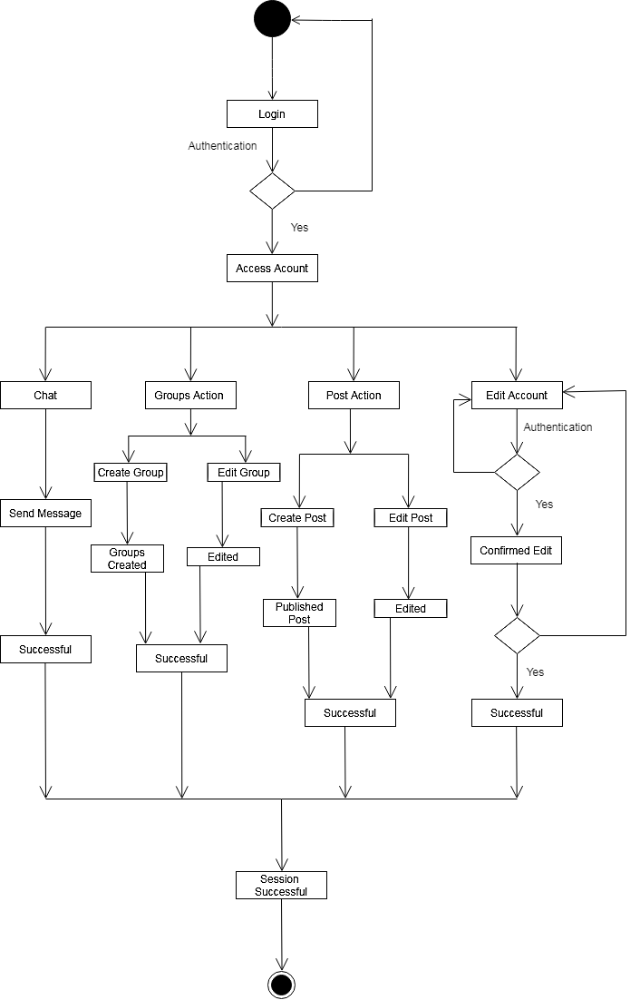 Login
Authentication
Yes
Access Acount
Chat
Groups Action
Post Action
Edit Account
Authentication
Create Group
Edit Group
Yes
Send Message
Create Post
Edit Post
Groups
Created
Edited
Confirmed Edit
Published
Post
Edited
Successful
Successful
Yes
Successful
Successful
Session
Successful